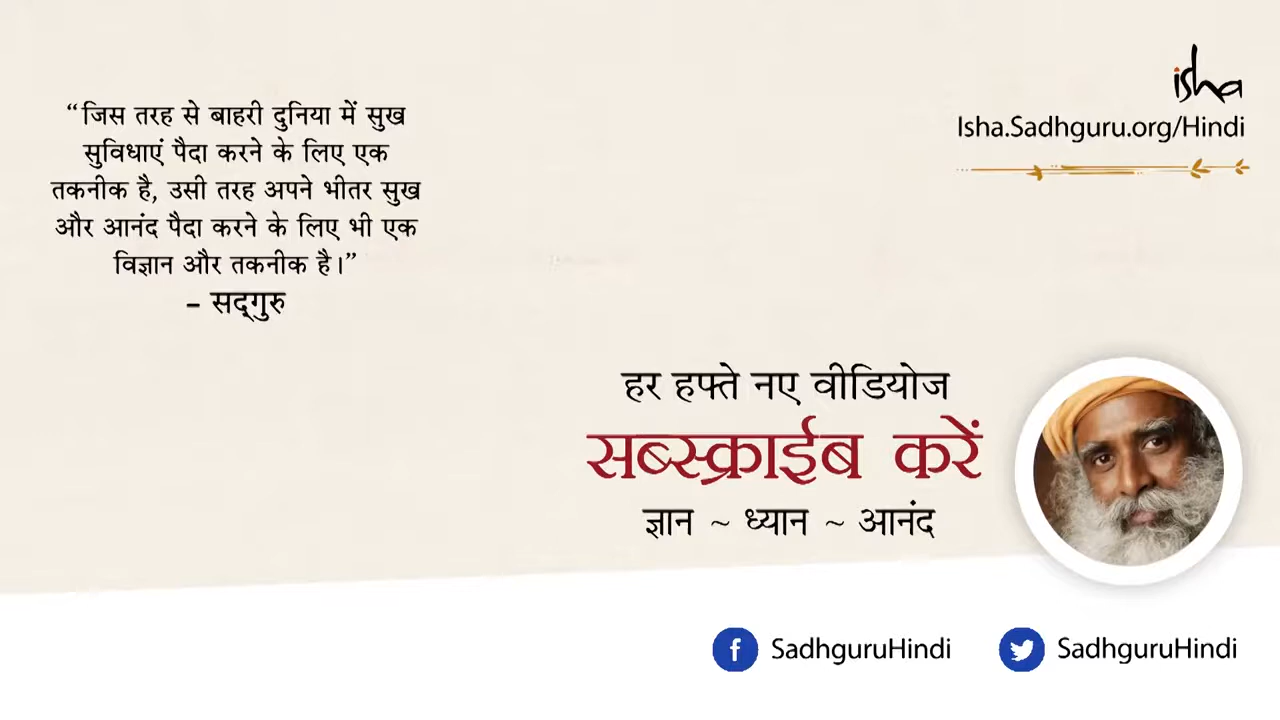 “जिस तरह से बाहरी दुनिया में सुख
सुविधाएं पैदा करने के लिए एक
तकनीक है, उसी तरह अपने भीतर सुख
और आनंद पैदा करने के लिए भी एक
विज्ञान और तकनीक है।”
– सद्‌गुरु
isha
Isha.Sadhguru.org/Hindi
हर हफ्ते नए वीडियोज
सब्स्क्राईब करें
ज्ञान ~ ध्यान ~ आनंद
f SadhguruHindi
SadhguruHindi